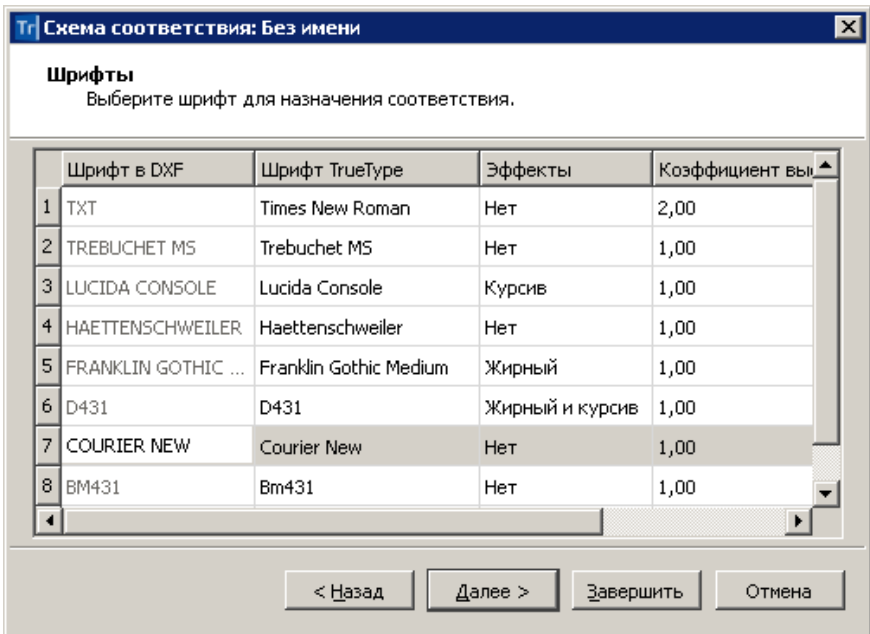 Tr Схема соответствия: Без имени
Шрифты
Выберите шрифт для назначения соответствия.
Шрифт в DXF Шрифт TrueType Эффекты Коэффициент
1 TXT Times New Roman Нет 2,00
2 TREBUCHET MS Trebuchet MS Нет 1,00
3 LUCIDA CONSOLE Lucida Console Курсив 1,00
4 HAETTENSCHWEILER Haettenschweiler Нет 1,00
5 FRANKLIN GOTHIC ... Franklin Gothic Medium Жирный 1,00
6 D431 D431 Жирный и курсив 1,00
7 COURIER NEW Courier New Нет 1,00
8 BM431 Bm431 Нет 1,00
< Назад Далее > Завершить Отмена